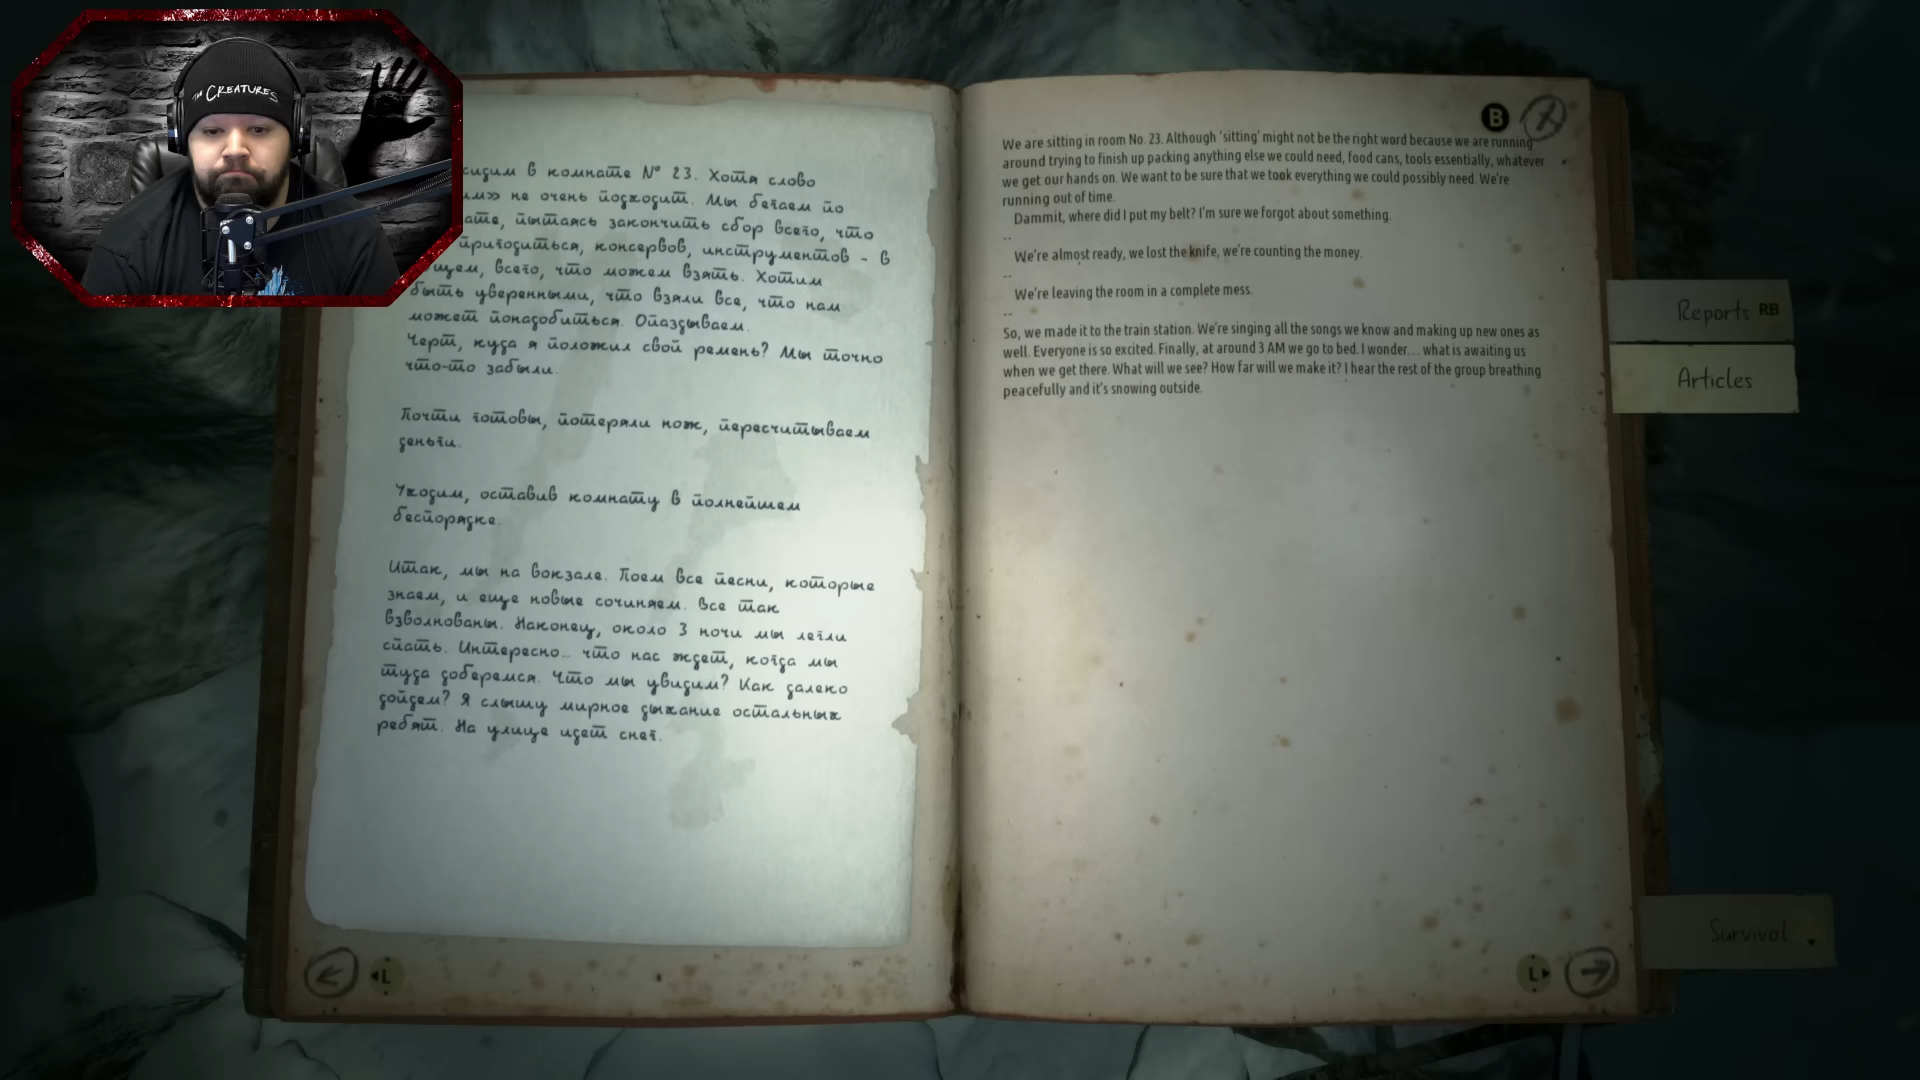 THE CREATURES
сидим в комнате № 23. Хотя слово
не очень подходит. Мы бегаем по
пытаясь закончить сбор всего, что
пригодиться, консервов, инструментов - в
всего, что можем взять. Хотим
быть уверенными, что взяли все, что нам
может понадобиться. Опаздываем.
Черт, куда я положил свой ремень? Мы точно
что-то забыли.
Почти готовы, потеряли нож, пересчитываем
деньги.
Уходим, оставив комнату в полнейшем
беспорядке.
Итак, мы на вокзале. Поем все песни, которые
знаем, и еще новые сочиняем. Все так
взволнованы. Наконец, около 3 ночи мы легли
спать. Интересно... что нас ждет, когда мы
туда доберемся. Что мы увидим? Как далеко
дойдем? Я слышу мирное дыхание остальных
ребят. На улице идет снег.
L
B
We are sitting in room No. 23. Although 'sitting' might not be the right word because we are running
around trying to finish up packing anything else we could need, food cans, tools essentially, whatever
we get our hands on. We want to be sure that we took everything we could possibly need. We're
running out of time.
Dammit, where did I put my belt? I'm sure we forgot about something.
--
We're almost ready, we lost the knife, we're counting the money.
--
We're leaving the room in a complete mess.
--
So, we made it to the train station. We're singing all the songs we know and making up new ones as
well. Everyone is so excited. Finally, at around 3 AM we go to bed. I wonder... what is awaiting us
when we get there. What will we see? How far will we make it? I hear the rest of the group breathing
peacefully and it's snowing outside.
L
Reports RB
Articles
Survival